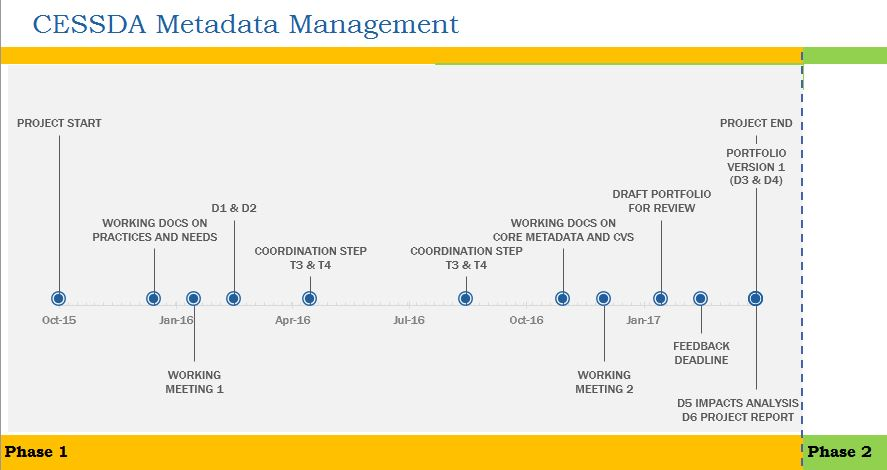 CESSDA Metadata Management
PROJECT START
PROJECT END
PORTFOLIO
VERSION 1
(D3 & D4)
DRAFT PORTFOLIO
FOR REVIEW
D1 & D2
WORKING DOCS ON
PRACTICES AND NEEDS
WORKING DOCS ON
CORE METADATA AND CVS
COORDINATION STEP
T3 & T4
COORDINATION STEP
T3 & T4
Oct-15
Jan-16
Apr-16
Jul-16
Oct-16
Jan-17
WORKING
MEETING 1
WORKING
MEETING 2
FEEDBACK
DEADLINE
D5 IMPACTS ANALYSIS
D6 PROJECT REPORT
Phase 1
Phase 2